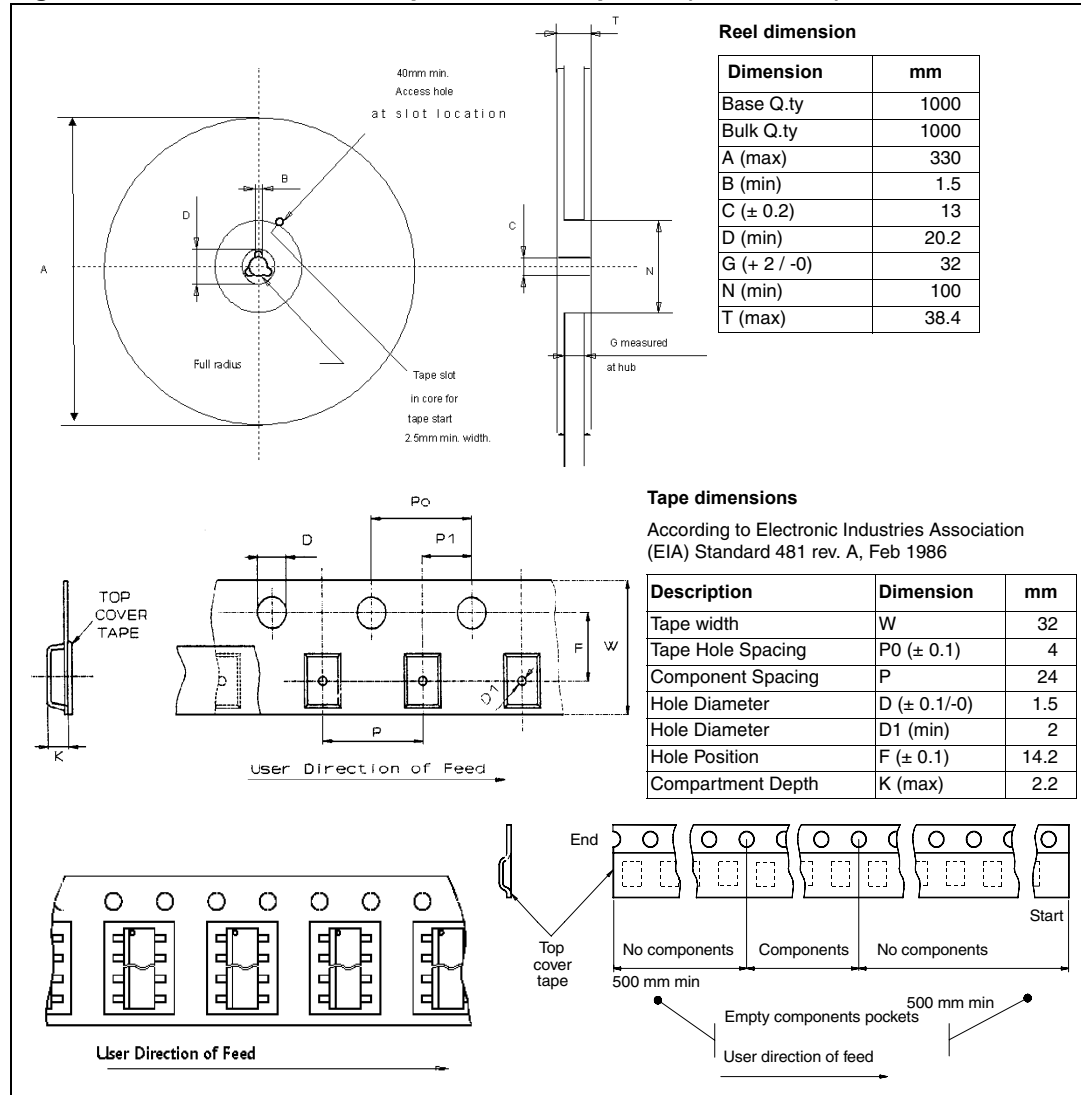 T
Reel dimension
40mm min.
Access hole
at slot location
B
D
A
C
N
Full radius
Tape slot
in core for
tape start
2.5mm min. width.
G measured
at hub
Dimension mm
Base Q.ty 1000
Bulk Q.ty 1000
A (max) 330
B (min) 1.5
C (± 0.2) 13
D (min) 20.2
G (+ 2 / -0) 32
N (min) 100
T (max) 38.4
Tape dimensions
According to Electronic Industries Association
(EIA) Standard 481 rev. A, Feb 1986
Description Dimension mm
Tape width W 32
Tape Hole Spacing P0 (± 0.1) 4
Component Spacing P 24
Hole Diameter D (± 0.1/-0) 1.5
Hole Diameter D1 (min) 2
Hole Position F (± 0.1) 14.2
Compartment Depth K (max) 2.2
Po
D
P1
TOP
COVER
TAPE
F
W
D1
K
P
User Direction of Feed
End
Start
Top
cover
tape
No components
Components
No components
500 mm min
500 mm min
Empty components pockets
User direction of feed
User Direction of Feed